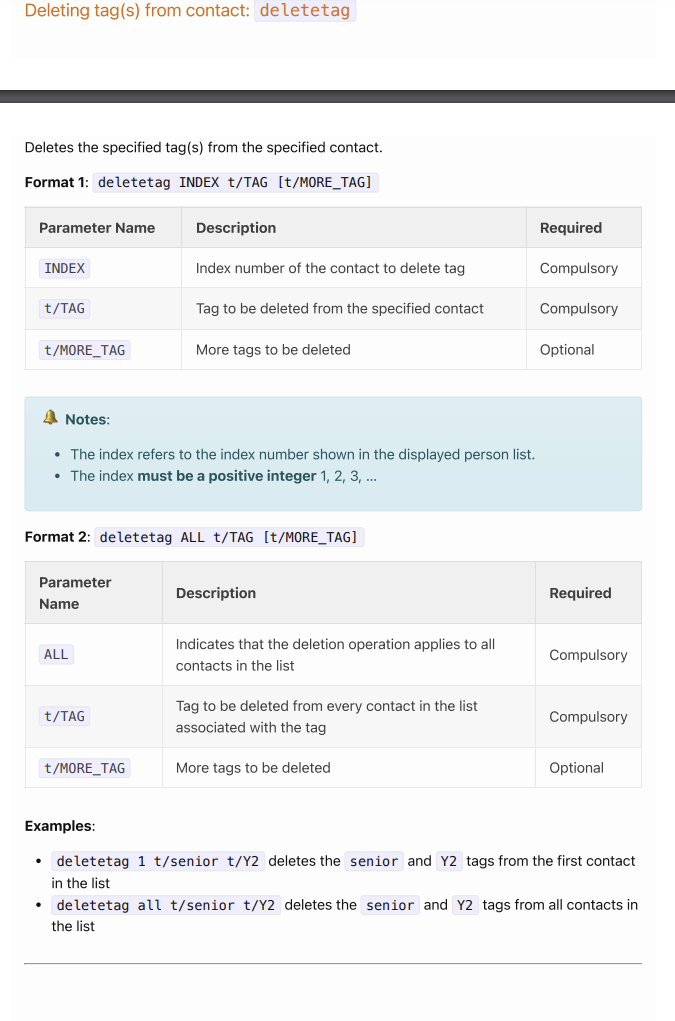 Deleting tag(s) from contact: deletetag
Deletes the specified tag(s) from the specified contact.
Format 1: deletetag INDEX t/TAG [t/MORE_TAG]
Parameter Name Description Required
INDEX Index number of the contact to delete tag Compulsory
t/TAG Tag to be deleted from the specified contact Compulsory
t/MORE_TAG More tags to be deleted Optional
Notes:
• The index refers to the index number shown in the displayed person list.
• The index must be a positive integer 1, 2, 3, ...
Format 2: deletetag ALL t/TAG [t/MORE_TAG]
Parameter
Name
Description
Required
ALL
Indicates that the deletion operation applies to all
contacts in the list
Compulsory
t/TAG
Tag to be deleted from every contact in the list
associated with the tag
Compulsory
t/MORE_TAG More tags to be deleted Optional
Examples:
• deletetag 1 t/senior t/Y2 deletes the senior and Y2 tags from the first contact
in the list
• deletetag all t/senior t/Y2 deletes the senior and Y2 tags from all contacts in
the list